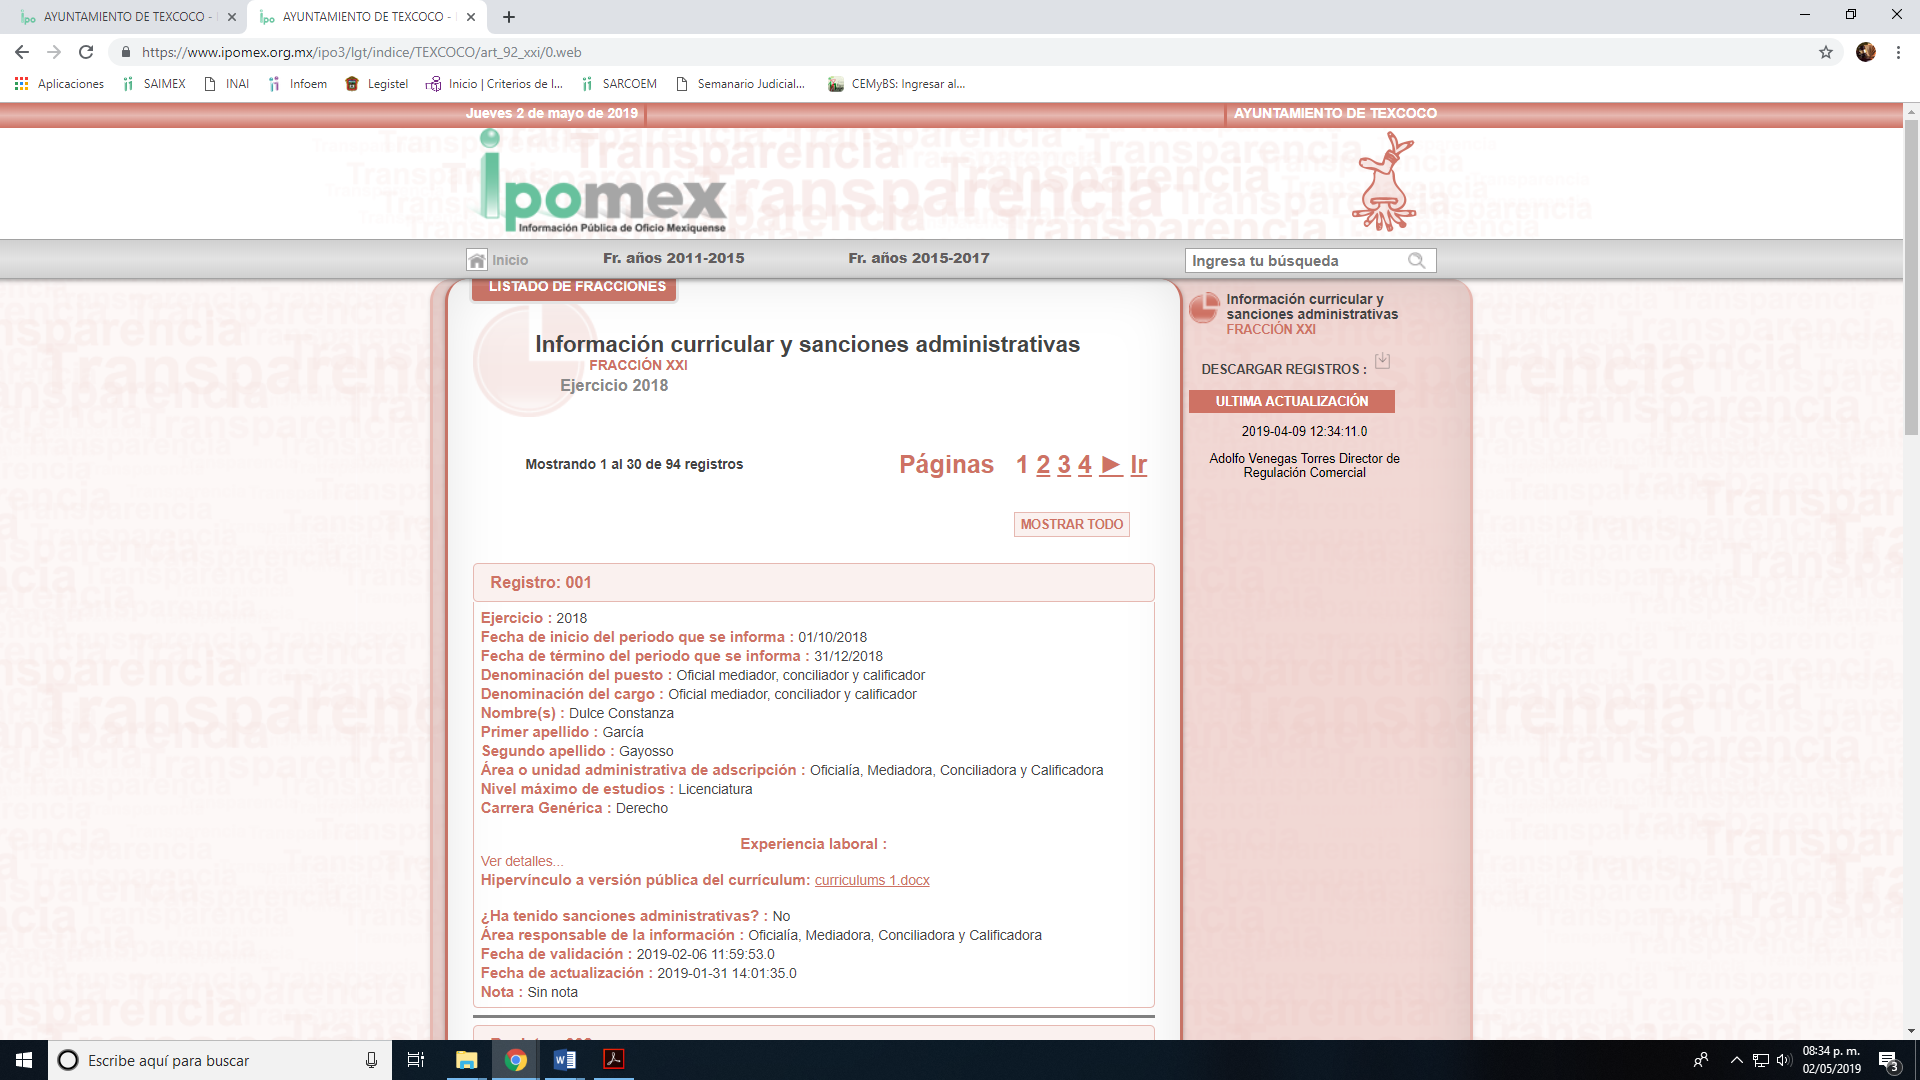 AYUNTAMIENTO DE TEXCOCO -
AYUNTAMIENTO DE TEXCOCO -
https://www.ipomex.org.mx/ipo3/lgt/indice/TEXCOCO/art_92_xxi/0.web
Aplicaciones SAIMEX INAI Infoem Legistel Inicio | Criterios de I... SARCOEM Semanario Judicial... CEMyBS: Ingresar al...
Jueves 2 de mayo de 2019
AYUNTAMIENTO DE TEXCOCO
Transparencia
ipomex
Información Pública de Oficio Mexiquense
Inicio
Fr. años 2011-2015
Fr. años 2015-2017
Ingresa tu búsqueda
LISTADO DE FRACCIONES
Información curricular y sanciones administrativas
FRACCIÓN XXI
Ejercicio 2018
Mostrando 1 al 30 de 94 registros
Páginas 1 2 3 4 ► Ir
MOSTRAR TODO
Registro: 001
Ejercicio : 2018
Fecha de inicio del periodo que se informa : 01/10/2018
Fecha de término del periodo que se informa : 31/12/2018
Denominación del puesto : Oficial mediador, conciliador y calificador
Denominación del cargo : Oficial mediador, conciliador y calificador
Nombre(s) : Dulce Constanza
Primer apellido : García
Segundo apellido : Gayosso
Área o unidad administrativa de adscripción : Oficialía, Mediadora, Conciliadora y Calificadora
Nivel máximo de estudios : Licenciatura
Carrera Genérica : Derecho
Experiencia laboral :
Ver detalles...
Hipervínculo a versión pública del currículum: curriculums 1.docx
¿Ha tenido sanciones administrativas? : No
Área responsable de la información : Oficialía, Mediadora, Conciliadora y Calificadora
Fecha de validación : 2019-02-06 11:59:53.0
Fecha de actualización : 2019-01-31 14:01:35.0
Nota : Sin nota
Información curricular y
sanciones administrativas
FRACCIÓN XXI
DESCARGAR REGISTROS :
ULTIMA ACTUALIZACIÓN
2019-04-09 12:34:11.0
Adolfo Venegas Torres Director de
Regulación Comercial
Escribe aquí para buscar
08:34 p. m.
02/05/2019
3